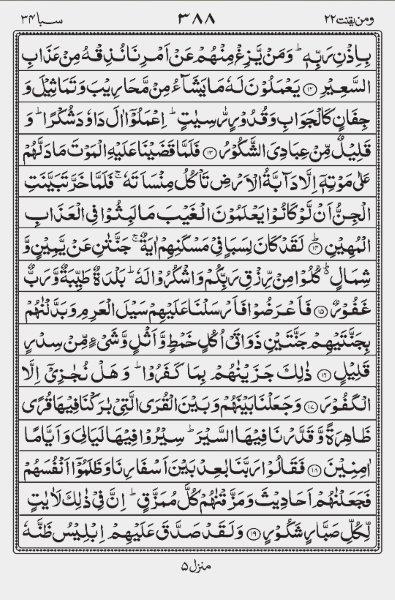 ومن یقنت ۲۲ ۳۸۸ سبا ۳۴
بِاِذۡنِ رَبِّهٖ ؕ وَمَنۡ يَّزِغۡ مِنۡهُمۡ عَنۡ اَمۡرِنَا نُذِقۡهُ مِنۡ عَذَابِ
السَّعِيۡرِ ﴿۱۲﴾ يَعۡمَلُوۡنَ لَهٗ مَا يَشَآءُ مِنۡ مَّحَارِيۡبَ وَتَمَاثِيۡلَ وَ
جِفَانٍ كَالۡجَوَابِ وَقُدُوۡرٍ رّٰسِيٰتٍ ؕ اِعۡمَلُوۡۤا اٰلَ دَاوٗدَ شُكۡرًا ؕ وَ
قَلِيۡلٌ مِّنۡ عِبَادِىَ الشَّكُوۡرُ ﴿۱۳﴾ فَلَمَّا قَضَيۡنَا عَلَيۡهِ الۡمَوۡتَ مَا دَلَّهُمۡ
عَلٰى مَوۡتِهٖۤ اِلَّا دَآبَّةُ الۡاَرۡضِ تَاۡكُلُ مِنۡسَاَتَهٗ ۚ فَلَمَّا خَرَّ تَبَيَّنَتِ
الۡجِنُّ اَنۡ لَّوۡ كَانُوۡا يَعۡلَمُوۡنَ الۡغَيۡبَ مَا لَبِثُوۡا فِى الۡعَذَابِ
الۡمُهِيۡنِ ﴿۱۴﴾ لَقَدۡ كَانَ لِسَبَاٍ فِىۡ مَسۡكَنِهِمۡ اٰيَةٌ ۚ جَنَّتٰنِ عَنۡ يَّمِيۡنٍ وَّ
شِمَالٍ ؕ كُلُوۡا مِنۡ رِّزۡقِ رَبِّكُمۡ وَاشۡكُرُوۡا لَهٗ ؕ بَلۡدَةٌ طَيِّبَةٌ وَّ رَبٌّ
غَفُوۡرٌ ﴿۱۵﴾ فَاَعۡرَضُوۡا فَاَرۡسَلۡنَا عَلَيۡهِمۡ سَيۡلَ الۡعَرِمِ وَبَدَّلۡنٰهُمۡ
بِجَنَّتَيۡهِمۡ جَنَّتَيۡنِ ذَوَاتَىۡ اُكُلٍ خَمۡطٍ وَّاَثۡلٍ وَّشَىۡءٍ مِّنۡ سِدۡرٍ
قَلِيۡلٍ ﴿۱۶﴾ ذٰلِكَ جَزَيۡنٰهُمۡ بِمَا كَفَرُوۡا ؕ وَهَلۡ نُجٰزِىۡۤ اِلَّا
الۡكَفُوۡرَ ﴿۱۷﴾ وَجَعَلۡنَا بَيۡنَهُمۡ وَبَيۡنَ الۡقُرَى الَّتِىۡ بٰرَكۡنَا فِيۡهَا قُرًى
ظَاهِرَةً وَّقَدَّرۡنَا فِيۡهَا السَّيۡرَ ؕ سِيۡرُوۡا فِيۡهَا لَيَالِىَ وَاَيَّامًا
اٰمِنِيۡنَ ﴿۱۸﴾ فَقَالُوۡا رَبَّنَا بٰعِدۡ بَيۡنَ اَسۡفَارِنَا وَظَلَمُوۡۤا اَنۡفُسَهُمۡ
فَجَعَلۡنٰهُمۡ اَحَادِيۡثَ وَمَزَّقۡنٰهُمۡ كُلَّ مُمَزَّقٍ ؕ اِنَّ فِىۡ ذٰلِكَ لَاٰيٰتٍ
لِّكُلِّ صَبَّارٍ شَكُوۡرٍ ﴿۱۹﴾ وَلَقَدۡ صَدَّقَ عَلَيۡهِمۡ اِبۡلِيۡسُ ظَنَّهٗ
منزل ۵